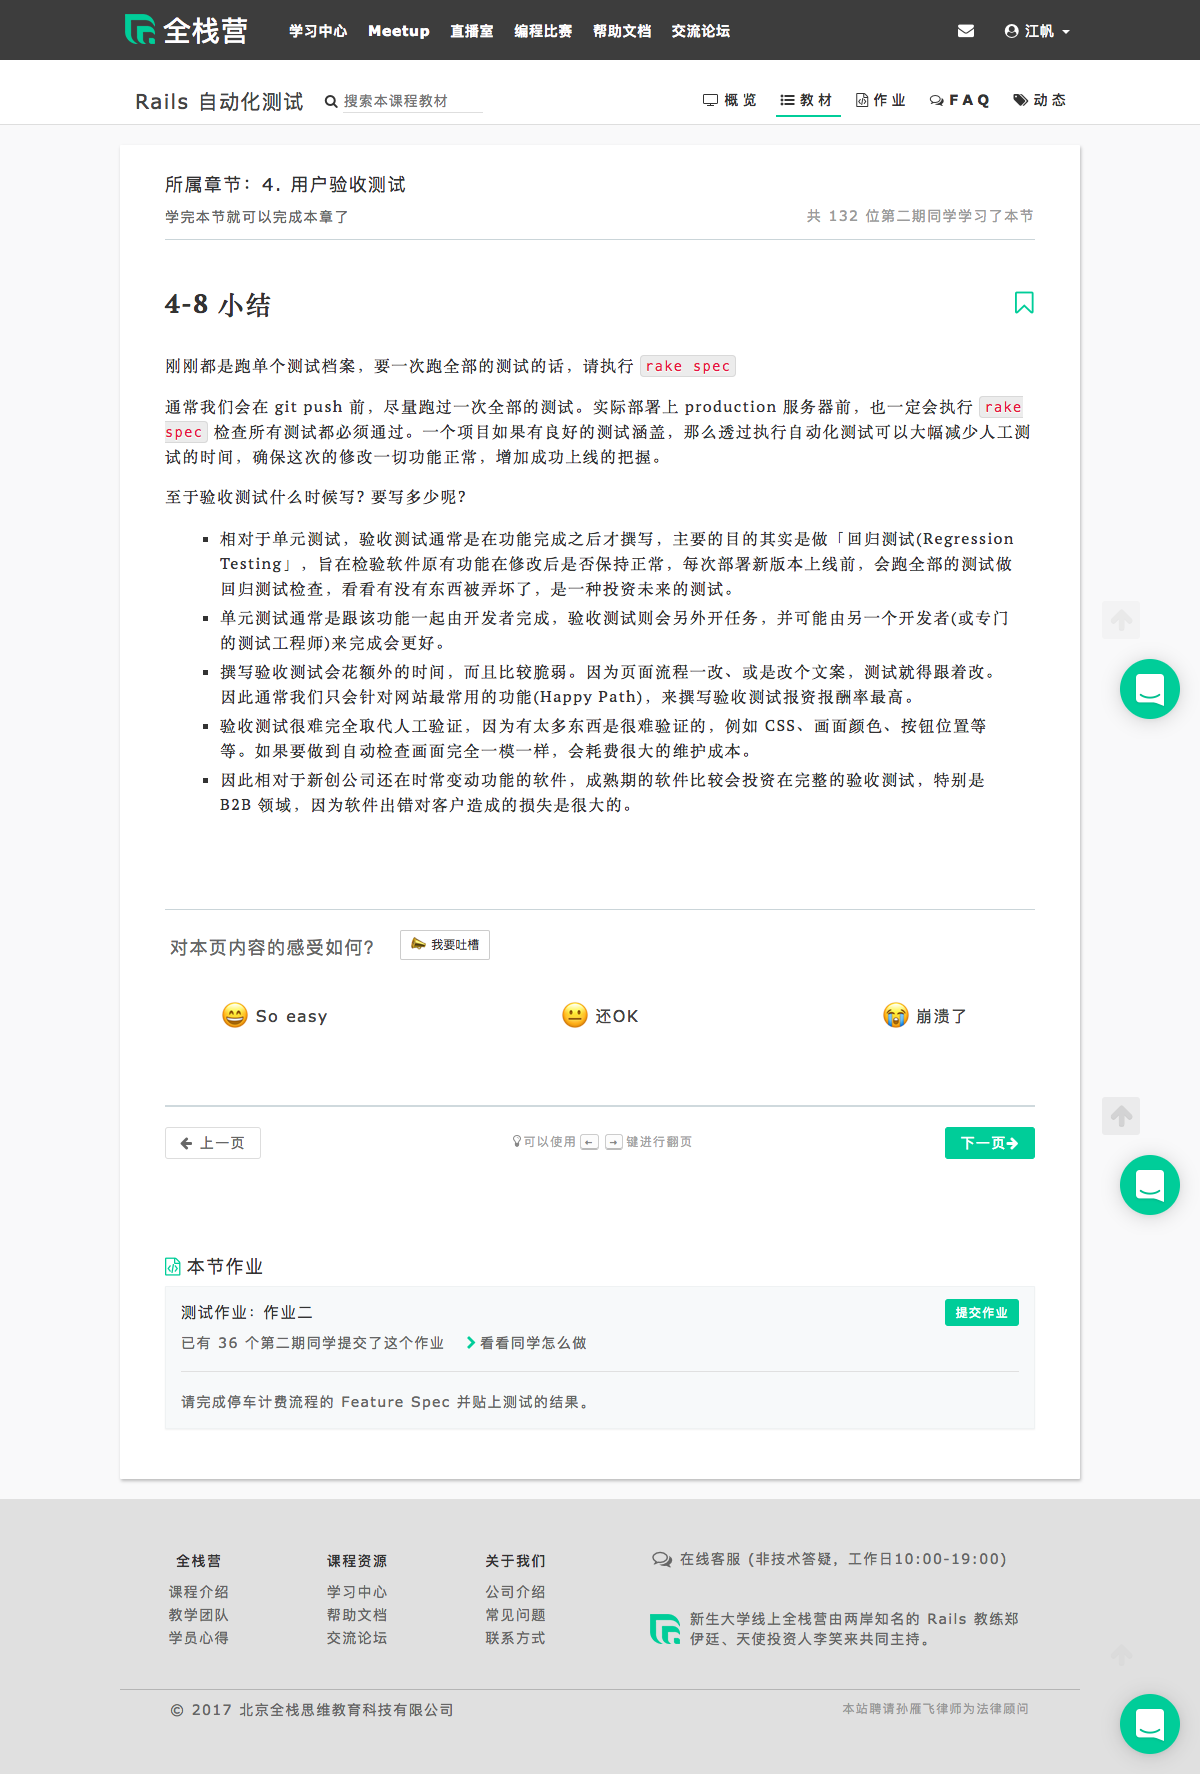 全栈营 学习中心 Meetup 直播室 编程比赛 帮助文档 交流论坛 江帆
Rails 自动化测试 搜索本课程教材 概览 教材 作业 FAQ 动态
所属章节：4. 用户验收测试
学完本节就可以完成本章了 共 132 位第二期同学学习了本节
4-8 小结
刚刚都是跑单个测试档案，要一次跑全部的测试的话，请执行 rake spec
通常我们会在 git push 前，尽量跑过一次全部的测试。实际部署上 production 服务器前，也一定会执行 rake
spec 检查所有测试都必须通过。一个项目如果有良好的测试涵盖，那么透过执行自动化测试可以大幅减少人工测
试的时间，确保这次的修改一切功能正常，增加成功上线的把握。
至于验收测试什么时候写？要写多少呢？
▪ 相对于单元测试，验收测试通常是在功能完成之后才撰写，主要的目的其实是做「回归测试(Regression
Testing」，旨在检验软件原有功能在修改后是否保持正常，每次部署新版本上线前，会跑全部的测试做
回归测试检查，看看有没有东西被弄坏了，是一种投资未来的测试。
▪ 单元测试通常是跟该功能一起由开发者完成，验收测试则会另外开任务，并可能由另一个开发者(或专门
的测试工程师)来完成会更好。
▪ 撰写验收测试会花额外的时间，而且比较脆弱。因为页面流程一改、或是改个文案，测试就得跟着改。
因此通常我们只会针对网站最常用的功能(Happy Path)，来撰写验收测试报资报酬率最高。
▪ 验收测试很难完全取代人工验证，因为有太多东西是很难验证的，例如 CSS、画面颜色、按钮位置等
等。如果要做到自动检查画面完全一模一样，会耗费很大的维护成本。
▪ 因此相对于新创公司还在时常变动功能的软件，成熟期的软件比较会投资在完整的验收测试，特别是
B2B 领域，因为软件出错对客户造成的损失是很大的。
对本页内容的感受如何？ 我要吐槽
So easy 还OK 崩溃了
← 上一页 可以使用 ← → 键进行翻页 下一页→
本节作业
测试作业：作业二 提交作业
已有 36 个第二期同学提交了这个作业 看看同学怎么做
请完成停车计费流程的 Feature Spec 并贴上测试的结果。
全栈营 课程资源 关于我们 在线客服 (非技术答疑，工作日10:00-19:00)
课程介绍 学习中心 公司介绍
教学团队 帮助文档 常见问题 新生大学线上全栈营由两岸知名的 Rails 教练郑
学员心得 交流论坛 联系方式 伊廷、天使投资人李笑来共同主持。
© 2017 北京全栈思维教育科技有限公司 本站聘请孙雁飞律师为法律顾问